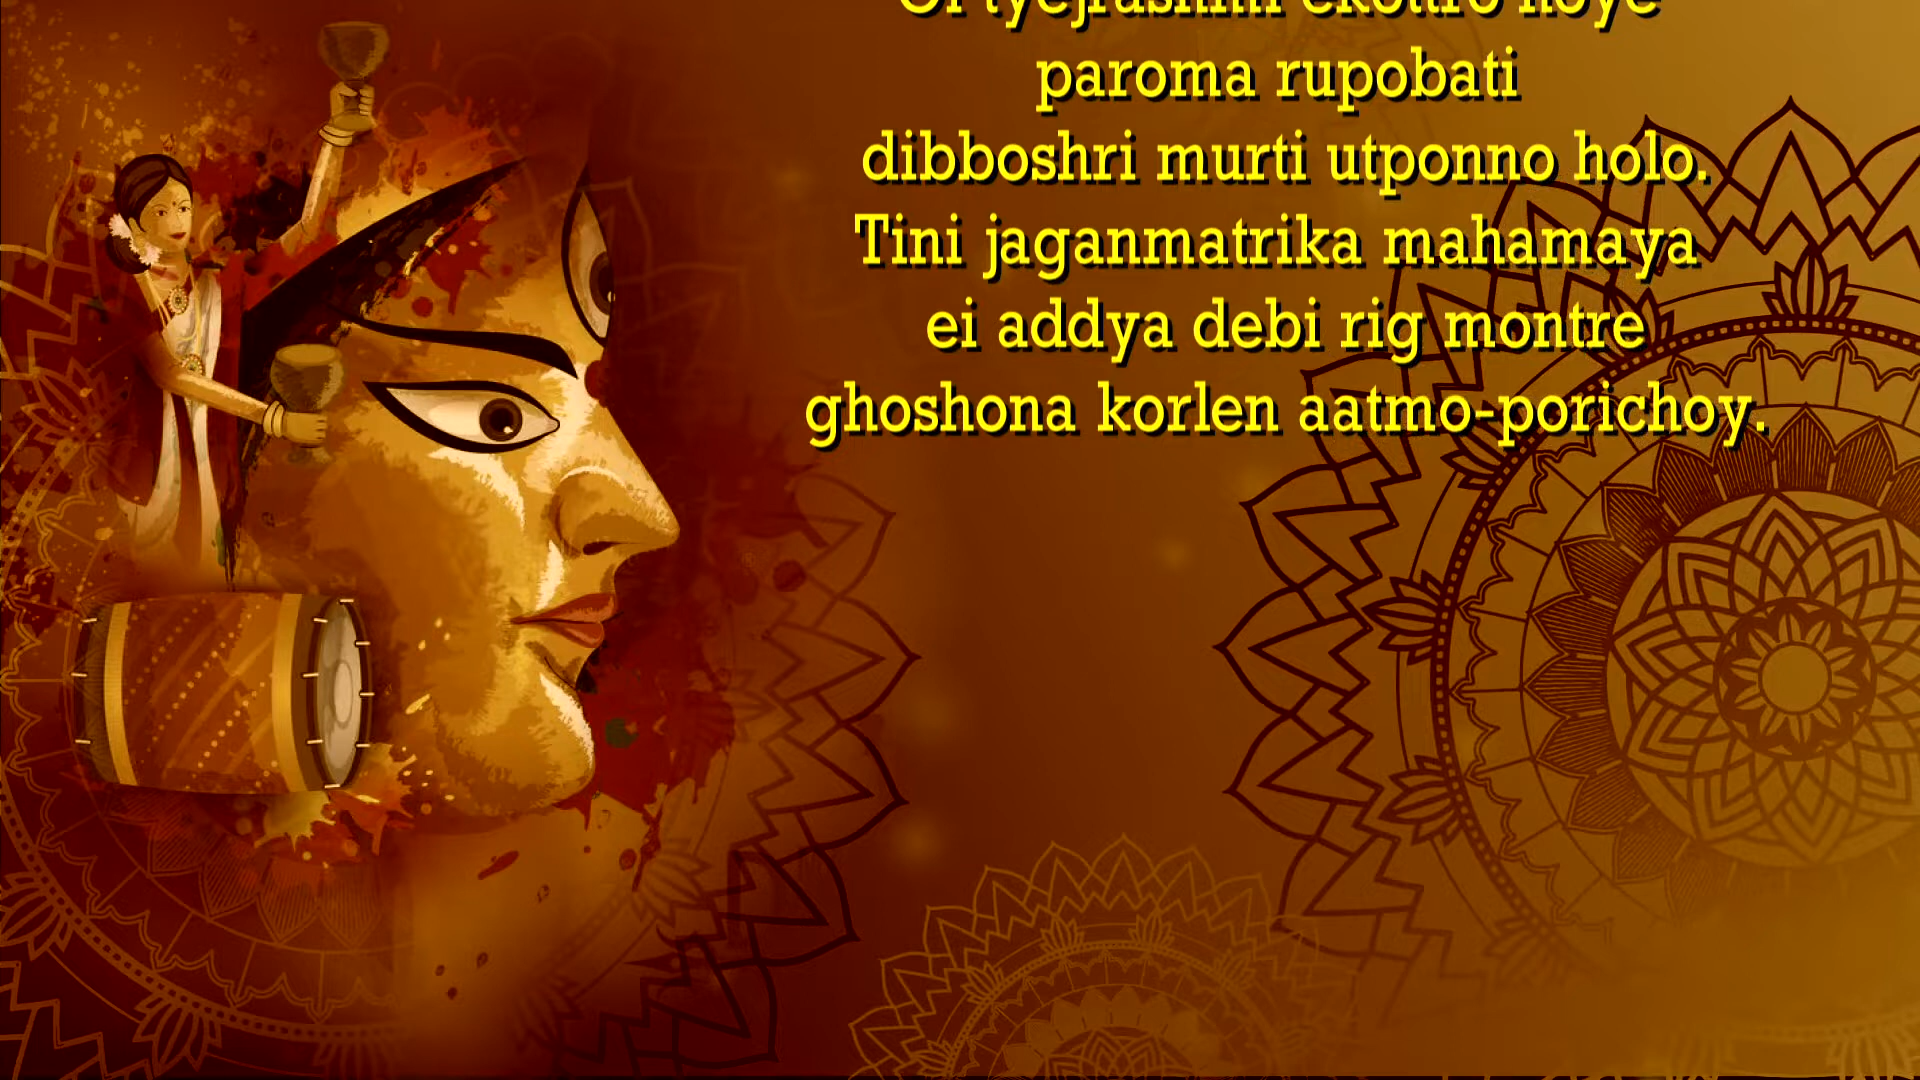 paroma rupobati
dibboshri murti utponno holo.
Tini jaganmatrika mahamaya
ei addya debi rig montre
ghoshona korlen aatmo-porichoy.